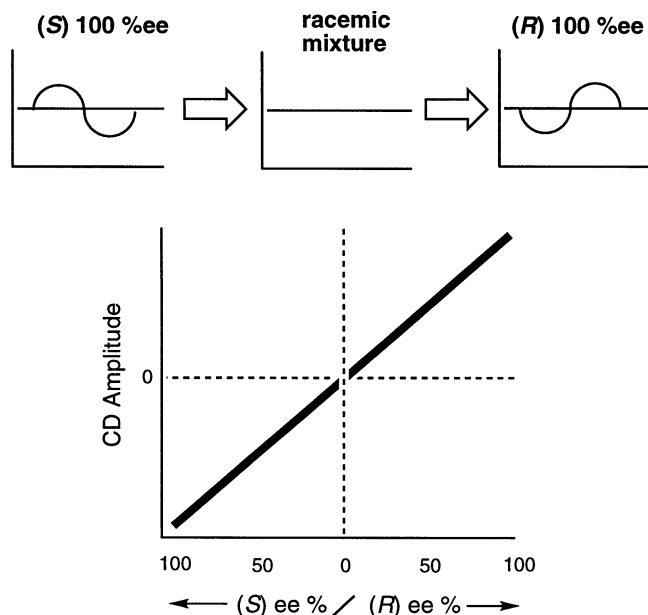 (S) 100 %ee
racemic
mixture
(R) 100 %ee
CD Amplitude
0
100 50 0 50 100
(S) ee % / (R) ee %